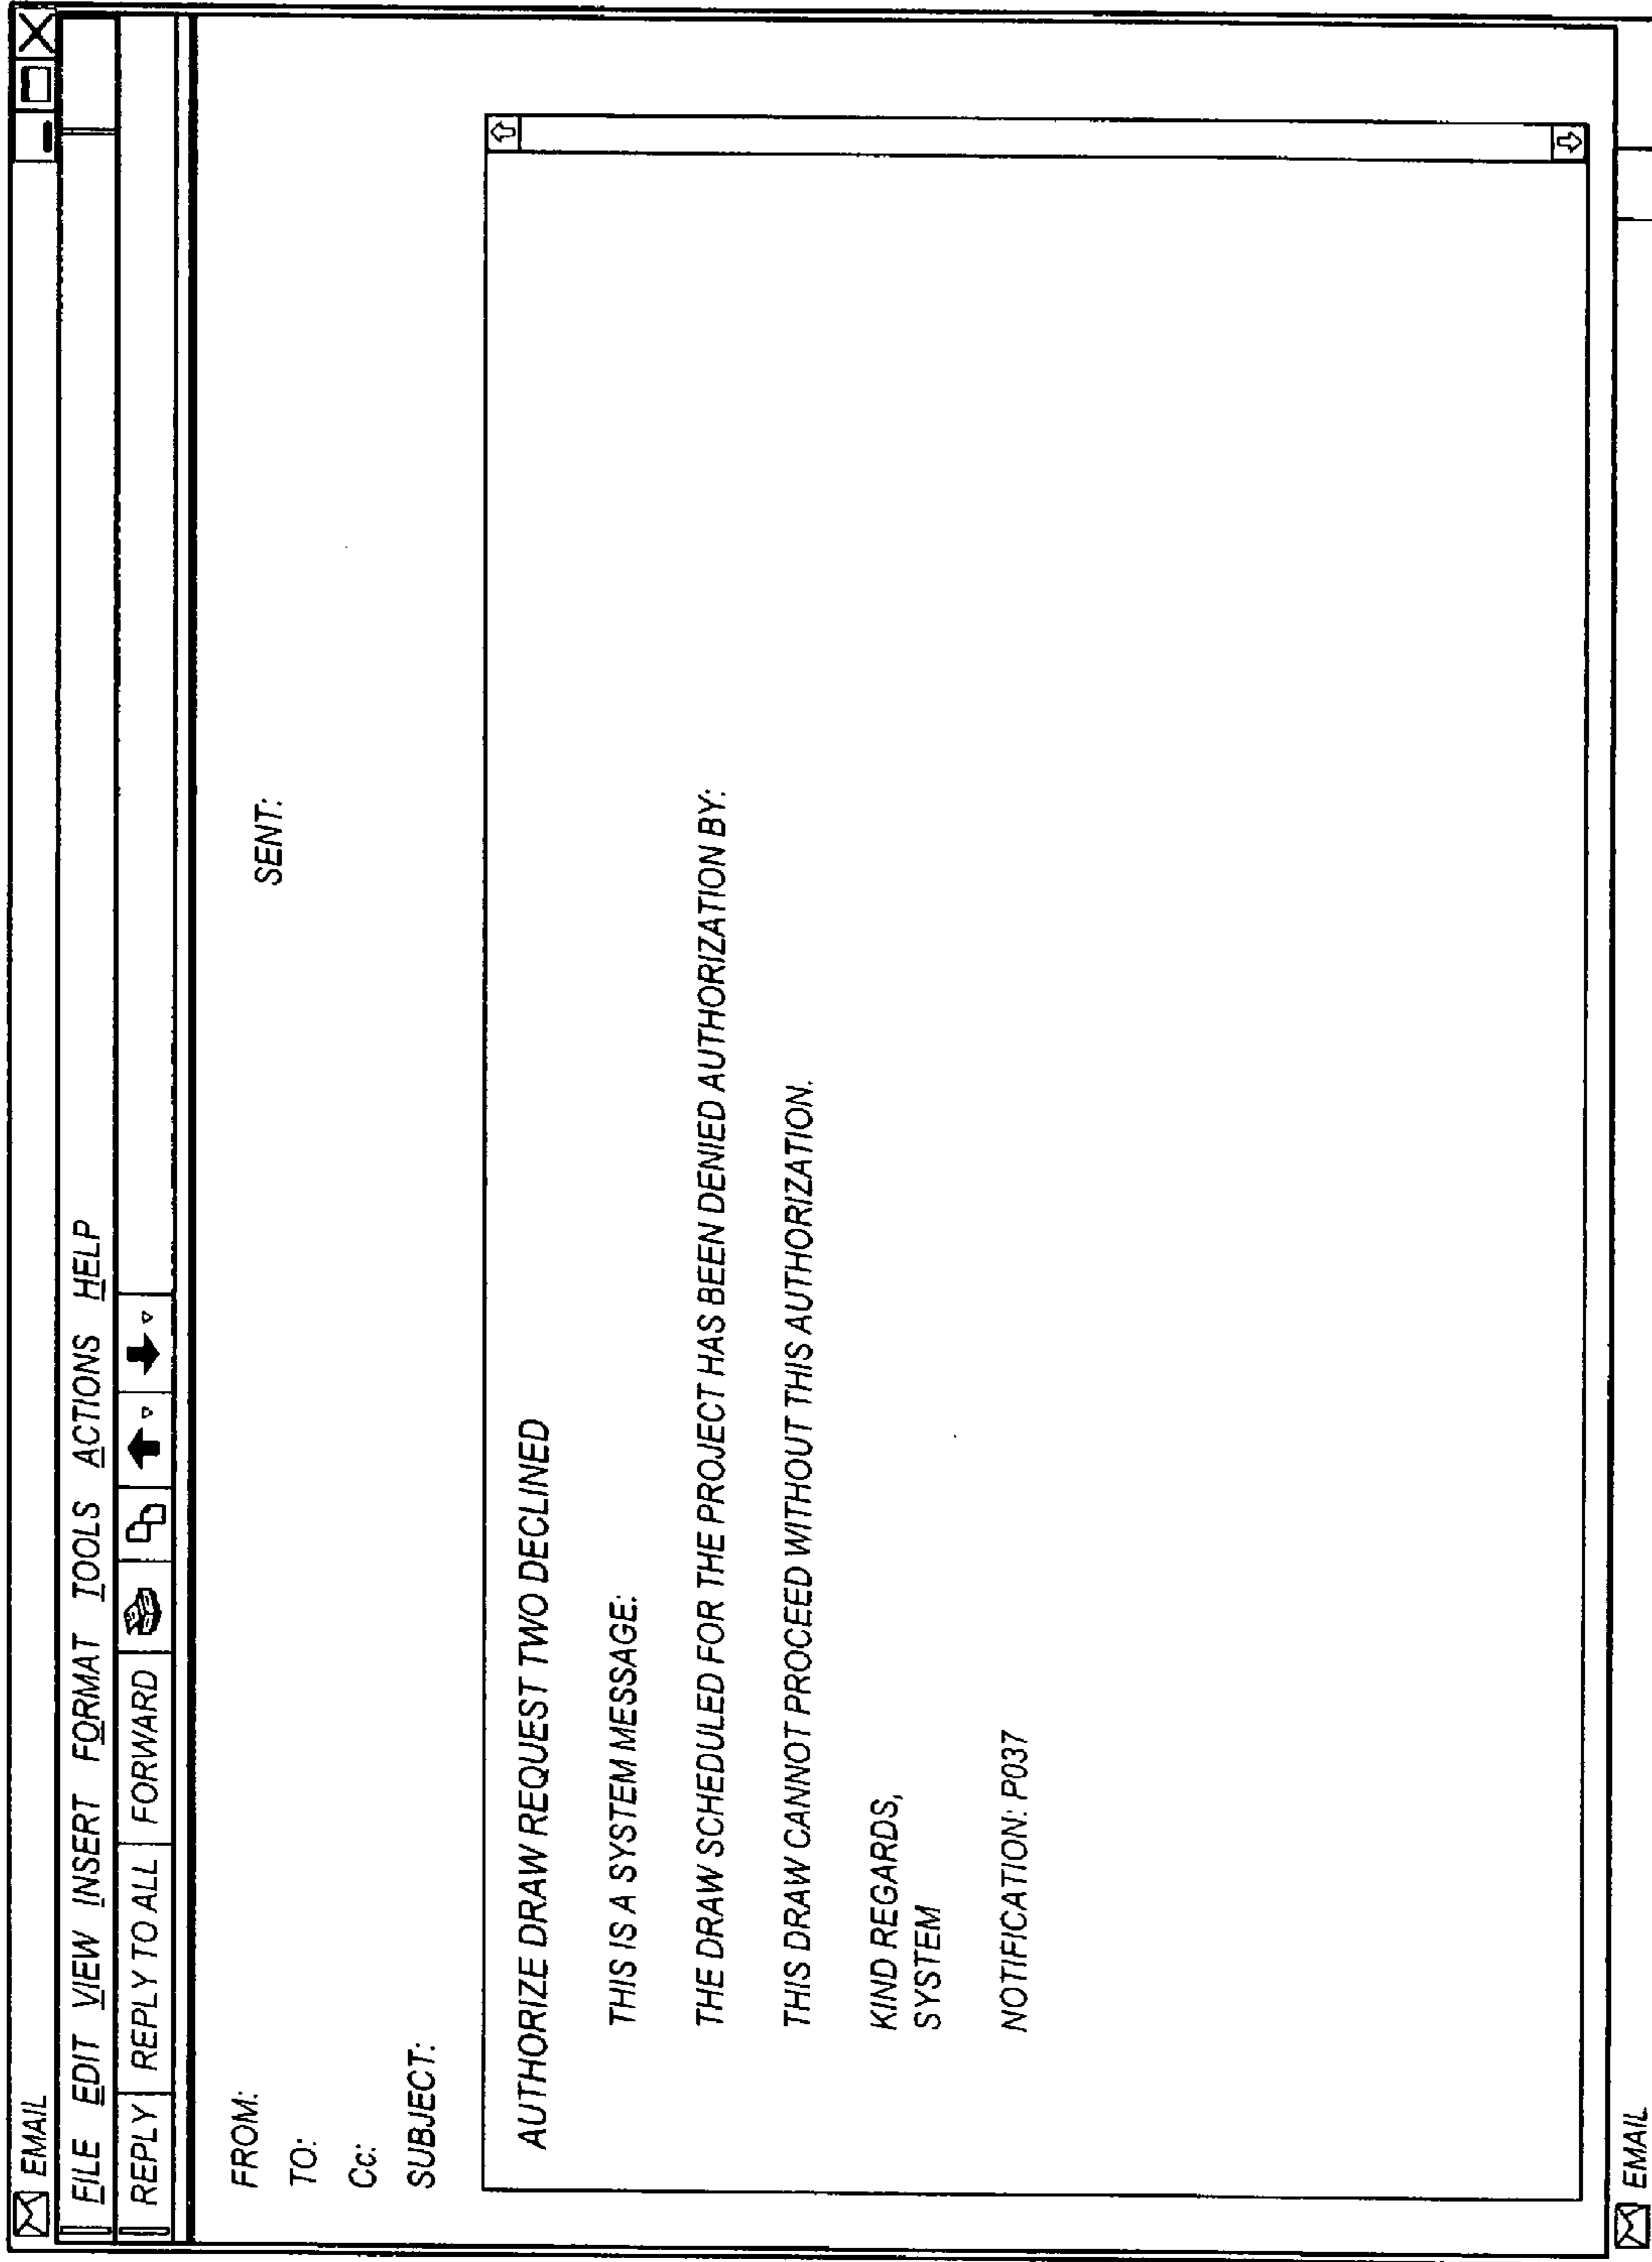 EMAIL
FILE EDIT VIEW INSERT FORMAT TOOLS ACTIONS HELP
REPLY REPLY TO ALL FORWARD
FROM:
SENT:
TO:
Cc:
SUBJECT:
AUTHORIZE DRAW REQUEST TWO DECLINED
THIS IS A SYSTEM MESSAGE:
THE DRAW SCHEDULED FOR THE PROJECT HAS BEEN DENIED AUTHORIZATION BY:
THIS DRAW CANNOT PROCEED WITHOUT THIS AUTHORIZATION.
KIND REGARDS,
SYSTEM
NOTIFICATION: P037
EMAIL